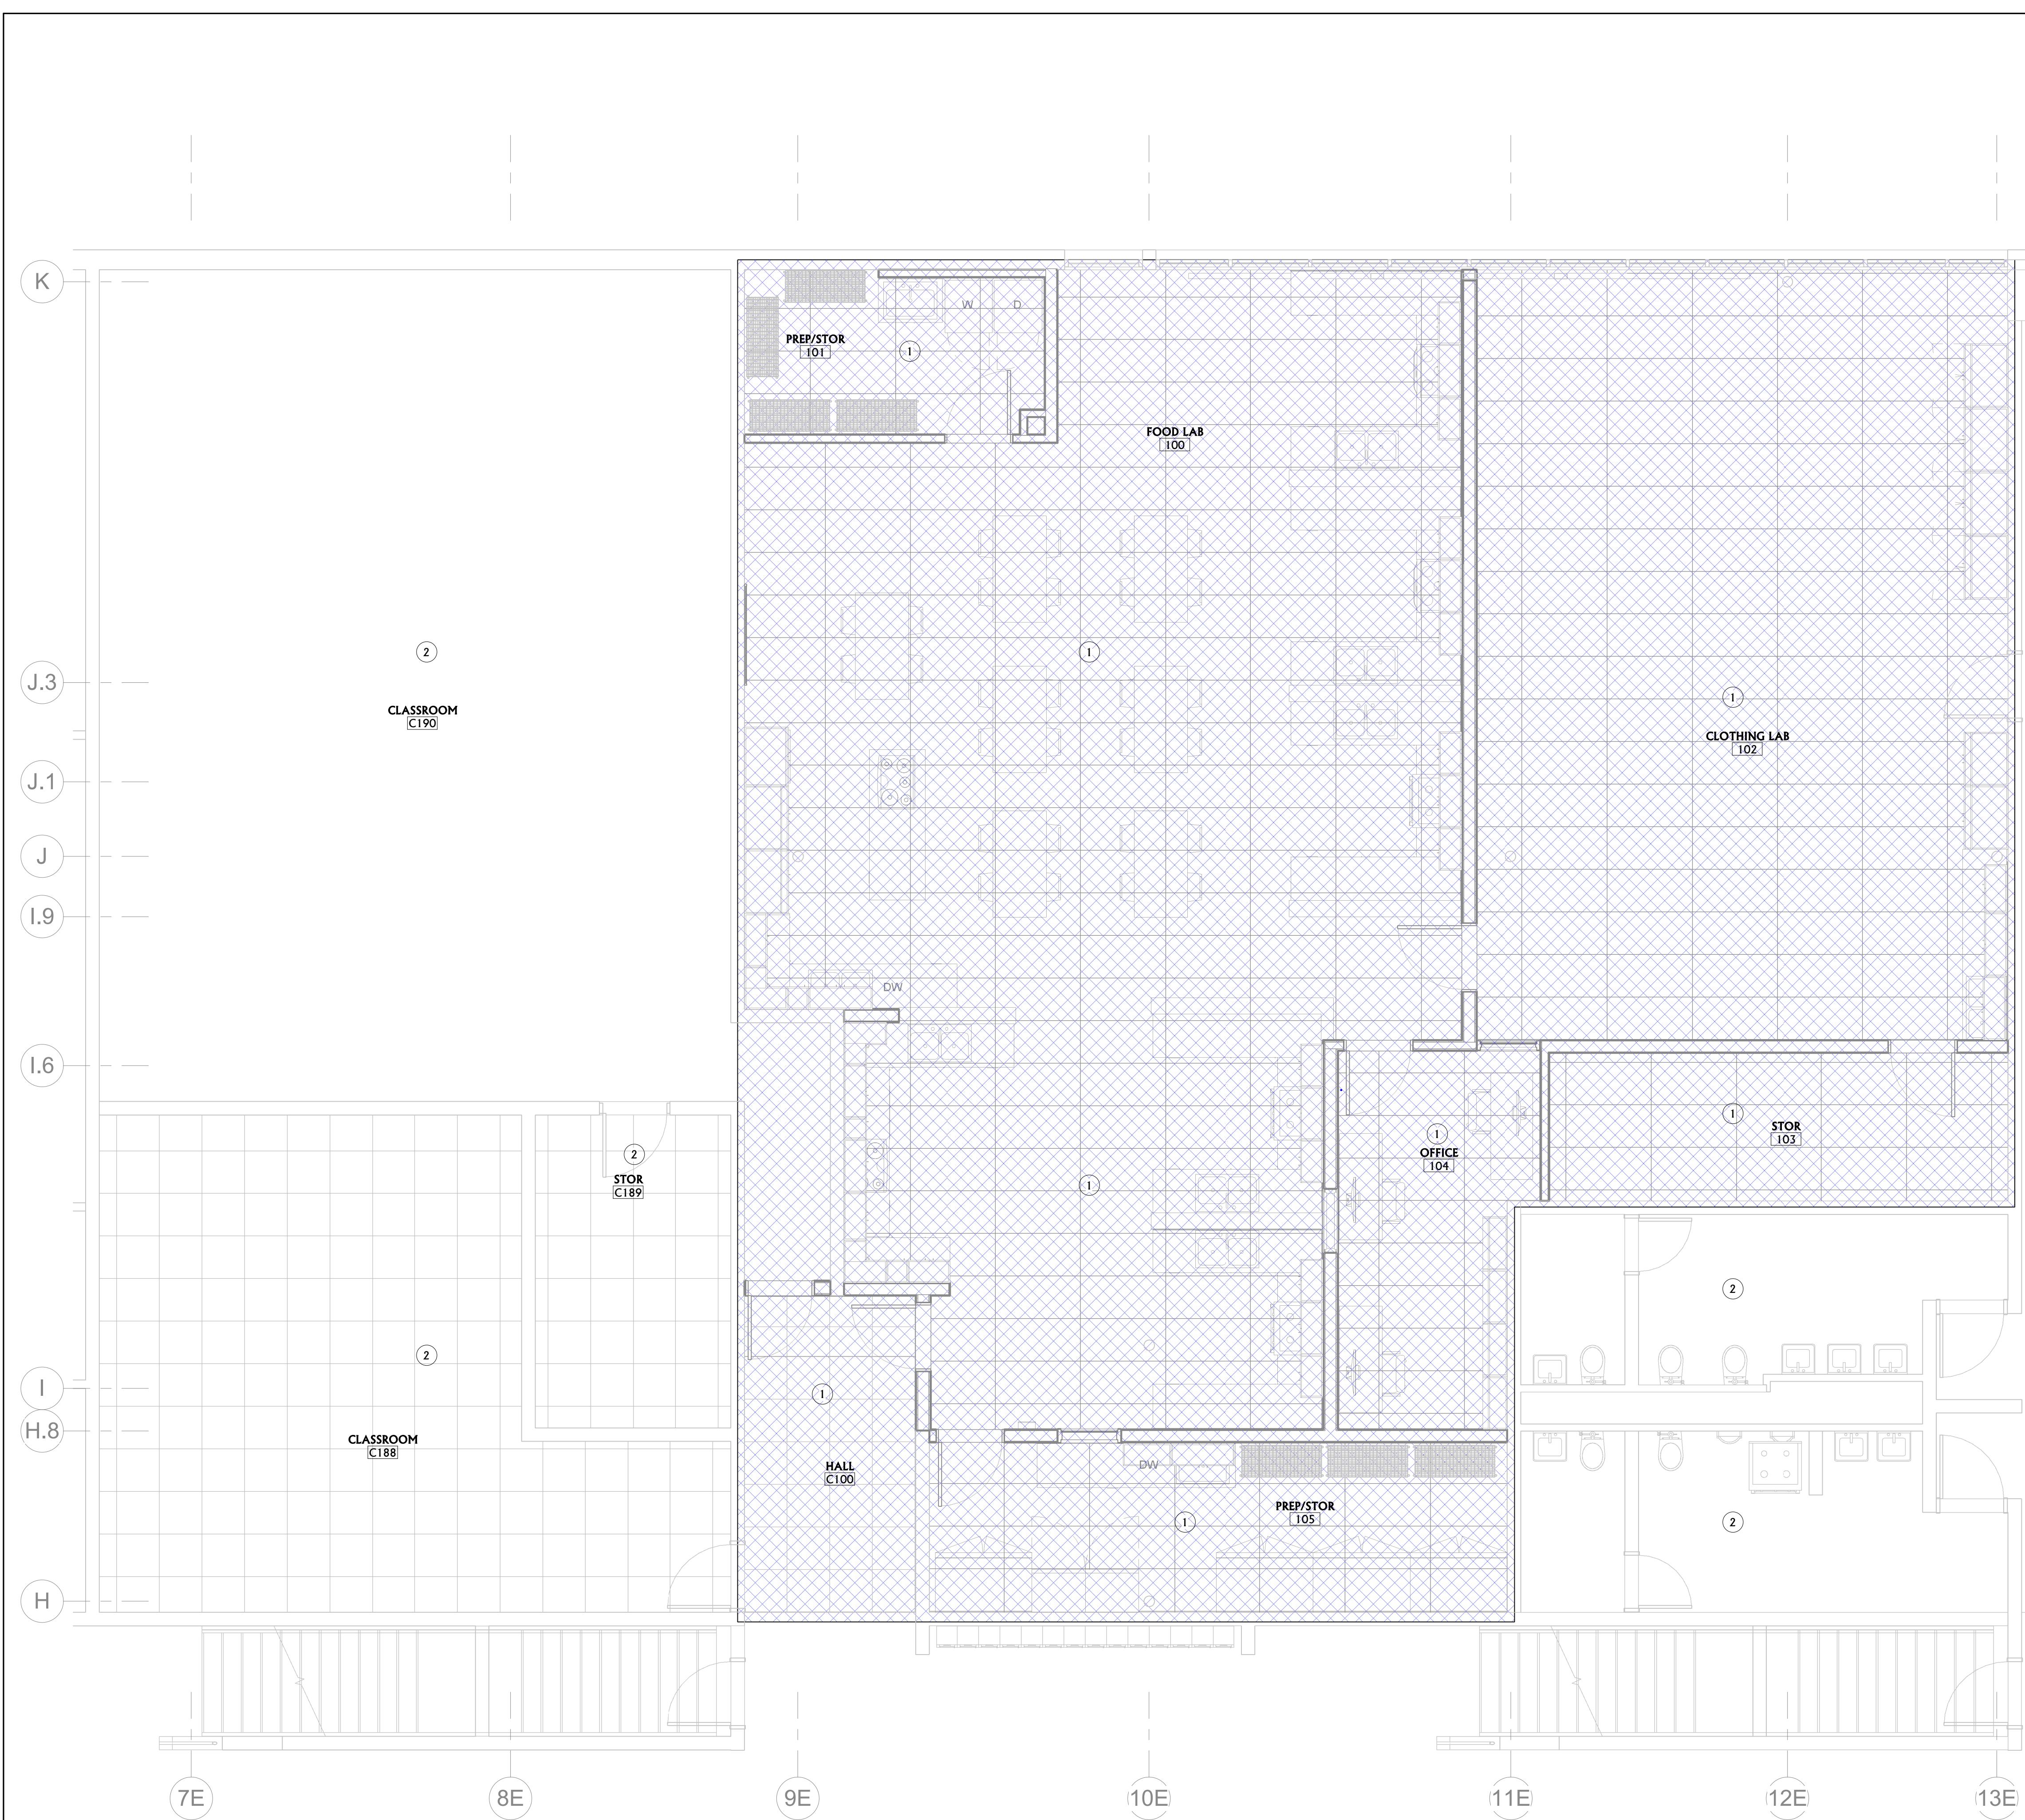 K
W
D
PREP/STOR
101
1
FOOD LAB
100
2
1
J.3
CLASSROOM
C190
1
CLOTHING LAB
102
J.1
J
I.9
DW
I.6
1
STOR
103
1
OFFICE
104
2
STOR
C189
1
2
2
I
1
H.8
CLASSROOM
C188
HALL
C100
DW
PREP/STOR
105
1
2
H
7E
8E
9E
10E
11E
12E
13E